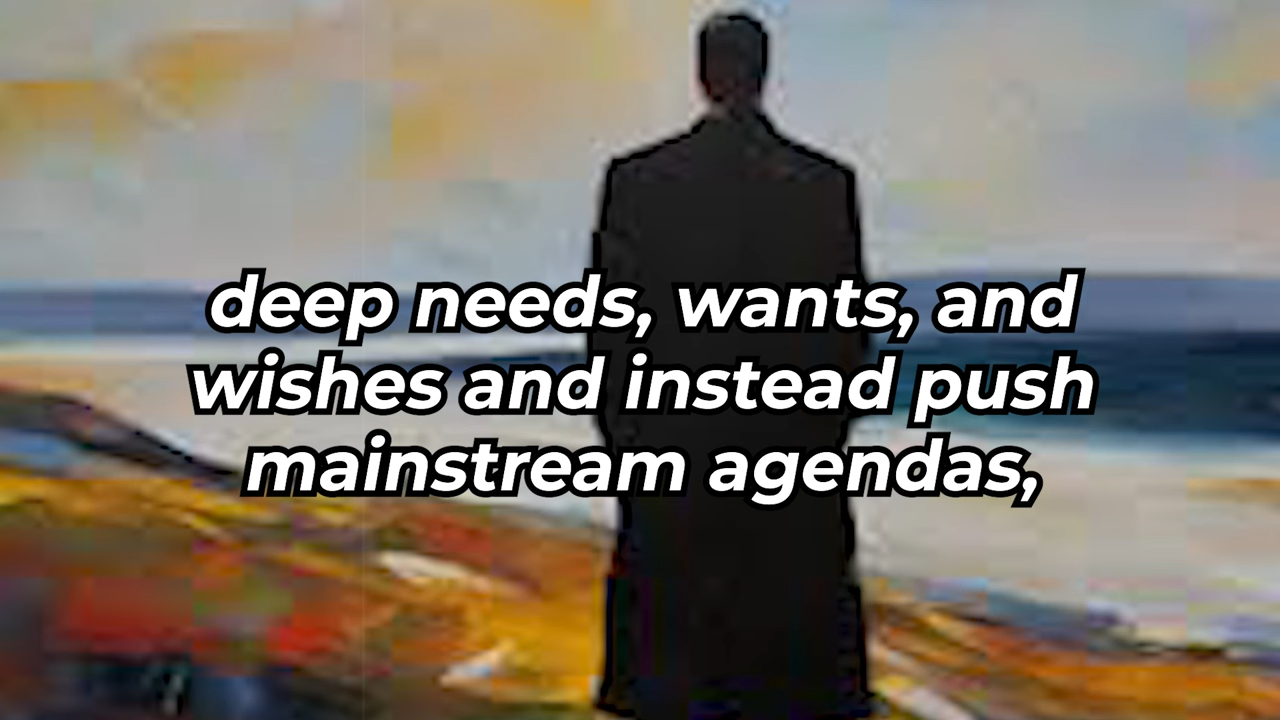 deep needs, wants, and
wishes and instead push
mainstream agendas,